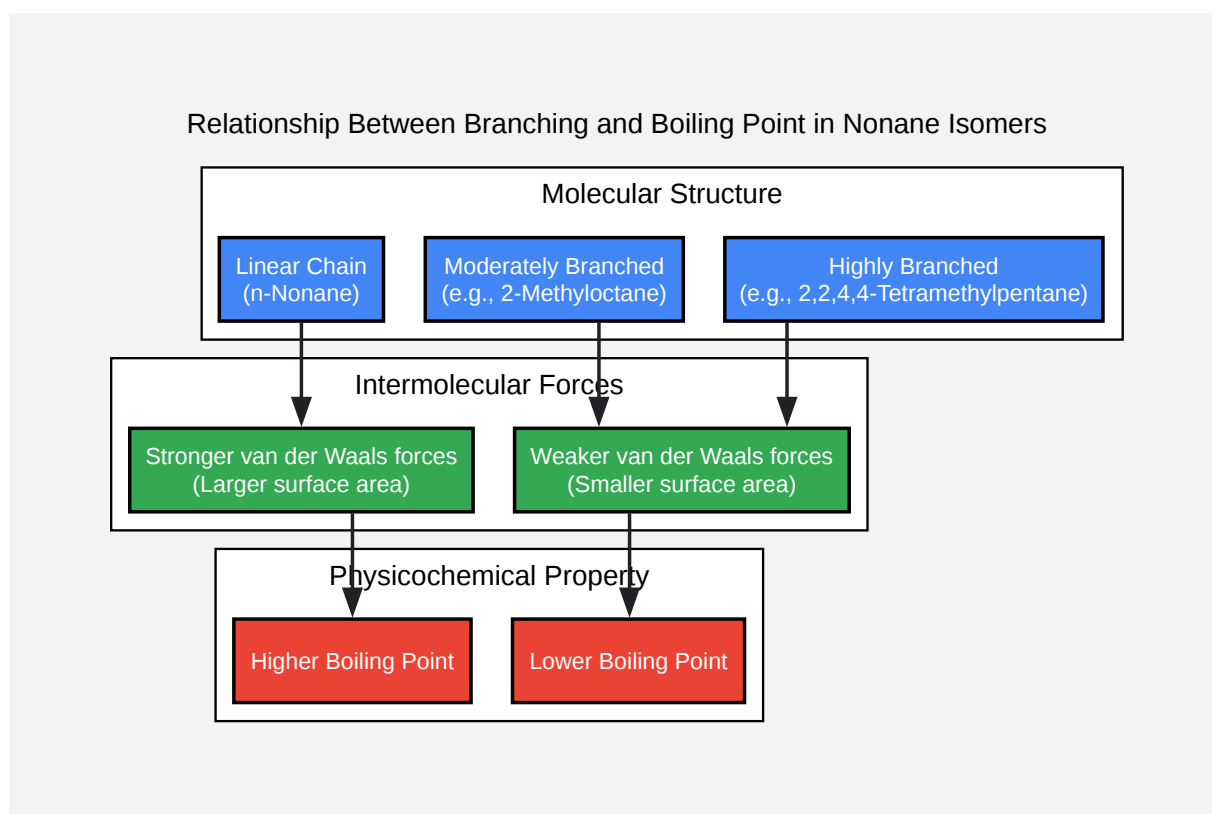 Relationship Between Branching and Boiling Point in Nonane Isomers
Molecular Structure
Linear Chain
(n-Nonane)
Moderately Branched
(e.g., 2-Methyloctane)
Highly Branched
(e.g., 2,2,4,4-Tetramethylpentane)
Intermolecular Forces
Stronger van der Waals forces
(Larger surface area)
Weaker van der Waals forces
(Smaller surface area)
Physicochemical Property
Higher Boiling Point
Lower Boiling Point